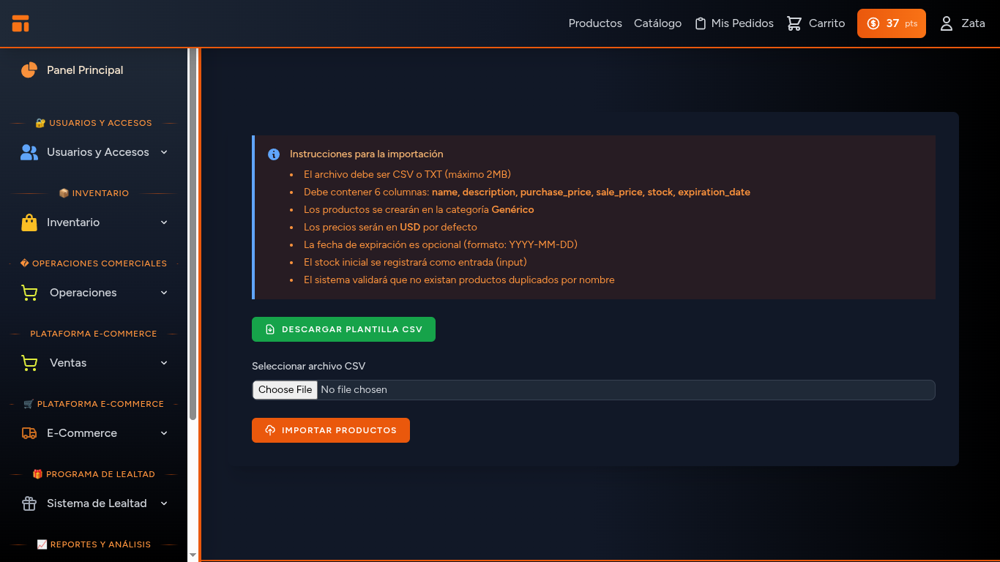 Productos Catálogo Mis Pedidos Carrito 37 pts Zata
Panel Principal
🔐 USUARIOS Y ACCESOS
Usuarios y Accesos
📦 INVENTARIO
Inventario
� OPERACIONES COMERCIALES
Operaciones
PLATAFORMA E-COMMERCE
Ventas
🛒 PLATAFORMA E-COMMERCE
E-Commerce
🎁 PROGRAMA DE LEALTAD
Sistema de Lealtad
📈 REPORTES Y ANÁLISIS
Instrucciones para la importación
• El archivo debe ser CSV o TXT (máximo 2MB)
• Debe contener 6 columnas: name, description, purchase_price, sale_price, stock, expiration_date
• Los productos se crearán en la categoría Genérico
• Los precios serán en USD por defecto
• La fecha de expiración es opcional (formato: YYYY-MM-DD)
• El stock inicial se registrará como entrada (input)
• El sistema validará que no existan productos duplicados por nombre
DESCARGAR PLANTILLA CSV
Seleccionar archivo CSV
Choose File No file chosen
IMPORTAR PRODUCTOS